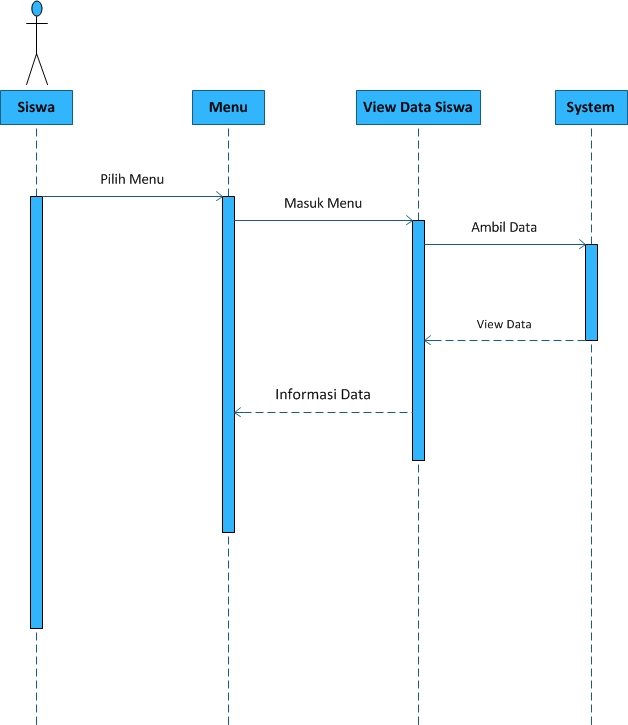 Siswa
Menu
View Data Siswa
System
Pilih Menu
Masuk Menu
Ambil Data
View Data
Informasi Data